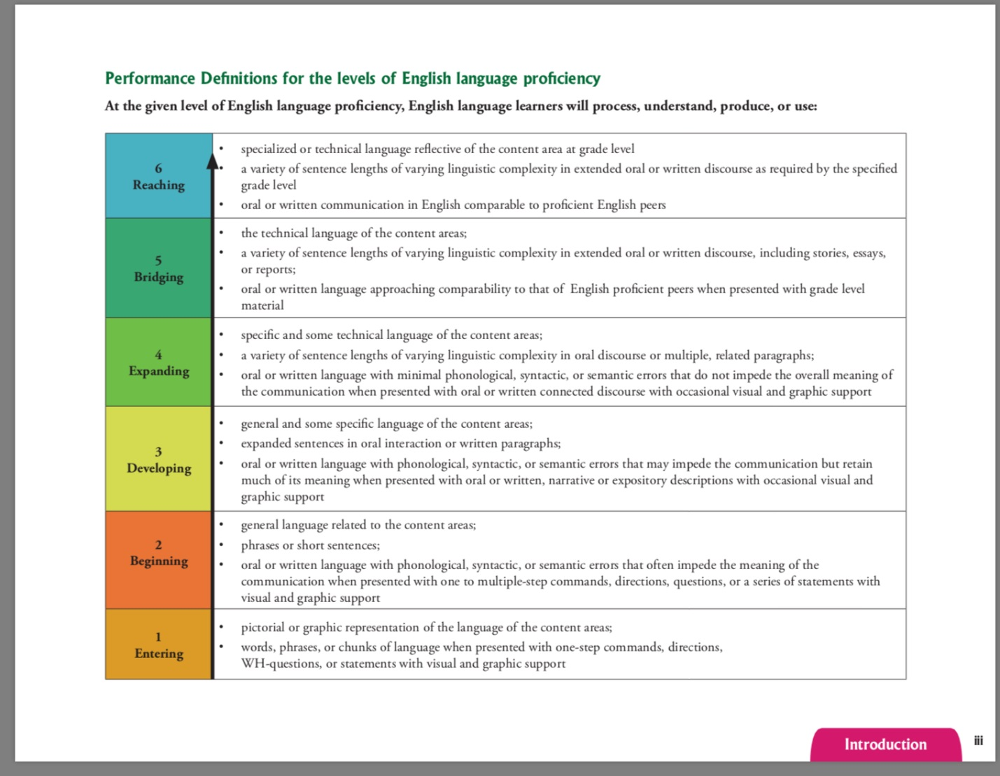 Performance Definitions for the levels of English language proficiency
At the given level of English language proficiency, English language learners will process, understand, produce, or use:
6
Reaching
• specialized or technical language reflective of the content area at grade level
• a variety of sentence lengths of varying linguistic complexity in extended oral or written discourse as required by the specified
grade level
• oral or written communication in English comparable to proficient English peers
5
Bridging
• the technical language of the content areas;
• a variety of sentence lengths of varying linguistic complexity in extended oral or written discourse, including stories, essays,
or reports;
• oral or written language approaching comparability to that of English proficient peers when presented with grade level
material
4
Expanding
• specific and some technical language of the content areas;
• a variety of sentence lengths of varying linguistic complexity in oral discourse or multiple, related paragraphs;
• oral or written language with minimal phonological, syntactic, or semantic errors that do not impede the overall meaning of
the communication when presented with oral or written connected discourse with occasional visual and graphic support
3
Developing
• general and some specific language of the content areas;
• expanded sentences in oral interaction or written paragraphs;
• oral or written language with phonological, syntactic, or semantic errors that may impede the communication but retain
much of its meaning when presented with oral or written, narrative or expository descriptions with occasional visual and
graphic support
2
Beginning
• general language related to the content areas;
• phrases or short sentences;
• oral or written language with phonological, syntactic, or semantic errors that often impede the meaning of the
communication when presented with one to multiple-step commands, directions, questions, or a series of statements with
visual and graphic support
1
Entering
• pictorial or graphic representation of the language of the content areas;
• words, phrases, or chunks of language when presented with one-step commands, directions,
WH-questions, or statements with visual and graphic support
Introduction
iii